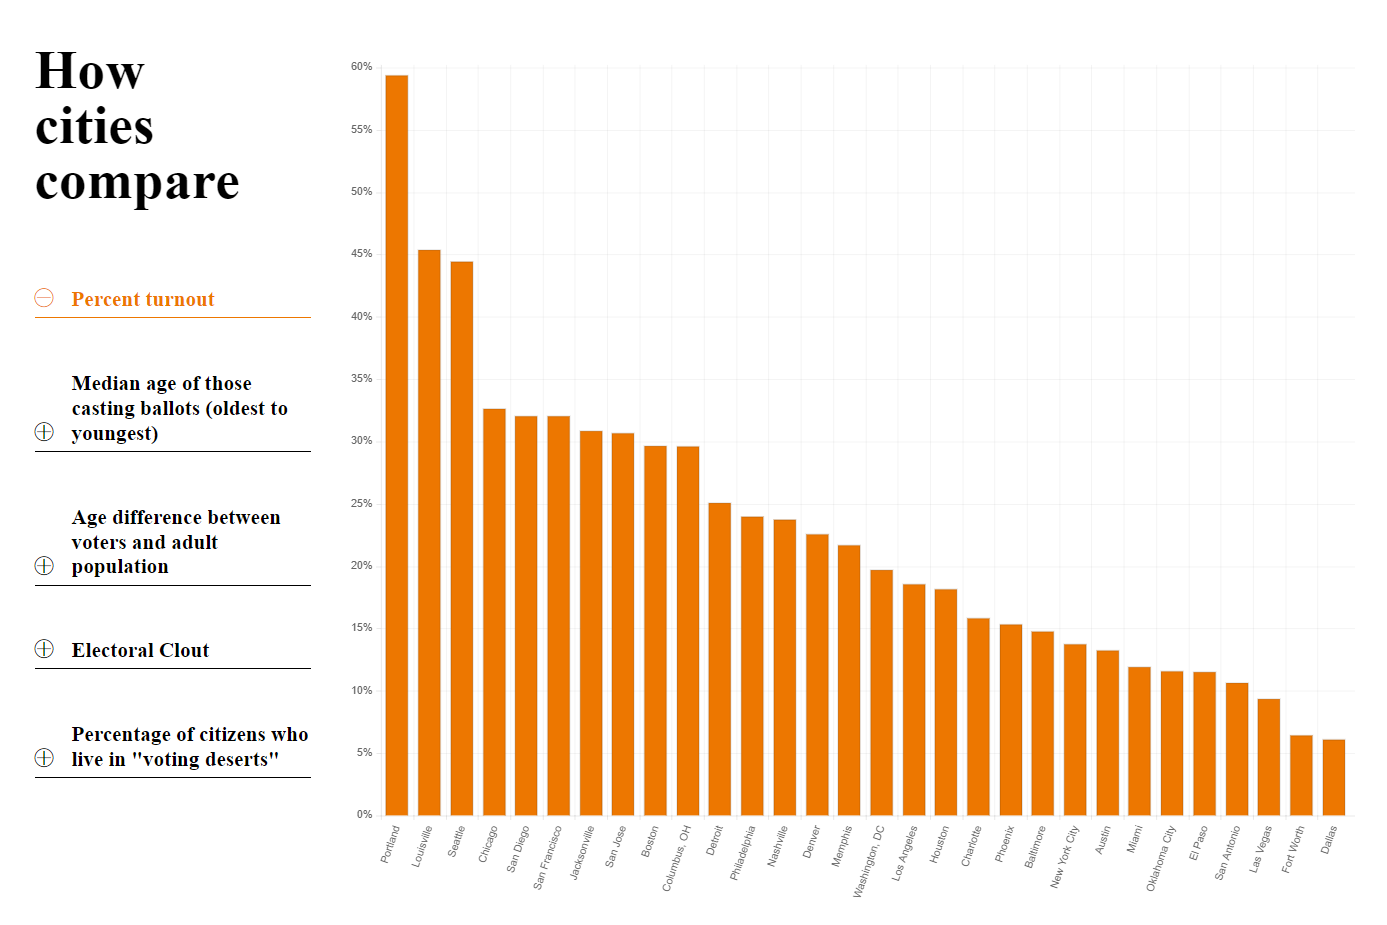 How
cities
compare
Percent turnout
Median age of those
casting ballots (oldest to
youngest)
Age difference between
voters and adult
population
Electoral Clout
Percentage of citizens who
live in "voting deserts"
60%
55%
50%
45%
40%
35%
30%
25%
20%
15%
10%
5%
0%
Portland
Louisville
Seattle
Chicago
San Diego
San Francisco
Jacksonville
San Jose
Boston
Columbus, OH
Detroit
Philadelphia
Nashville
Denver
Memphis
Washington, DC
Los Angeles
Houston
Charlotte
Phoenix
Baltimore
New York City
Austin
Miami
Oklahoma City
El Paso
San Antonio
Las Vegas
Fort Worth
Dallas